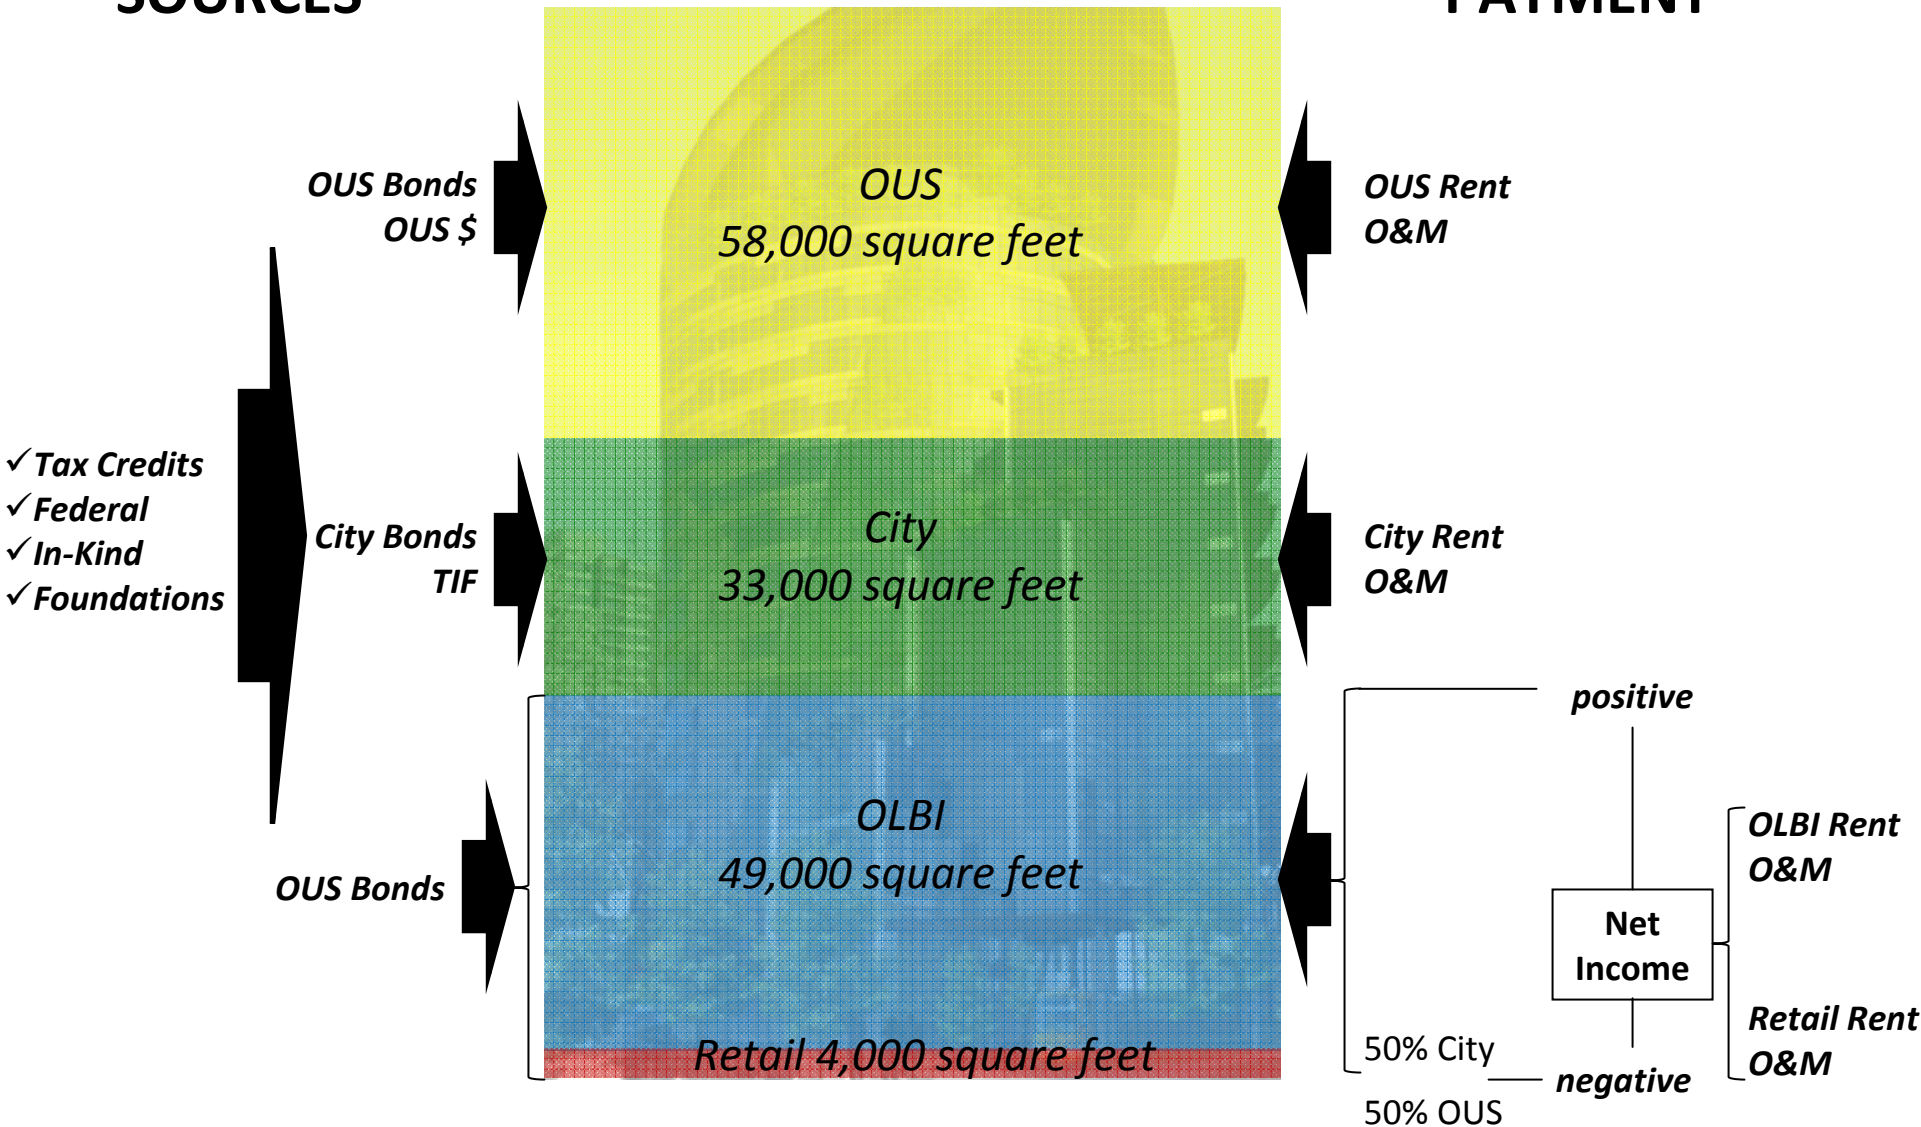 SOURCES
PAYMENT
OUS Bonds
OUS $
OUS
58,000 square feet
OUS Rent
O&M
✓Tax Credits
✓Federal
✓In-Kind
✓Foundations
City Bonds
TIF
City
33,000 square feet
City Rent
O&M
OUS Bonds
OLBI
49,000 square feet
Retail 4,000 square feet
positive
Net
Income
negative
OLBI Rent
O&M
Retail Rent
O&M
50% City
50% OUS